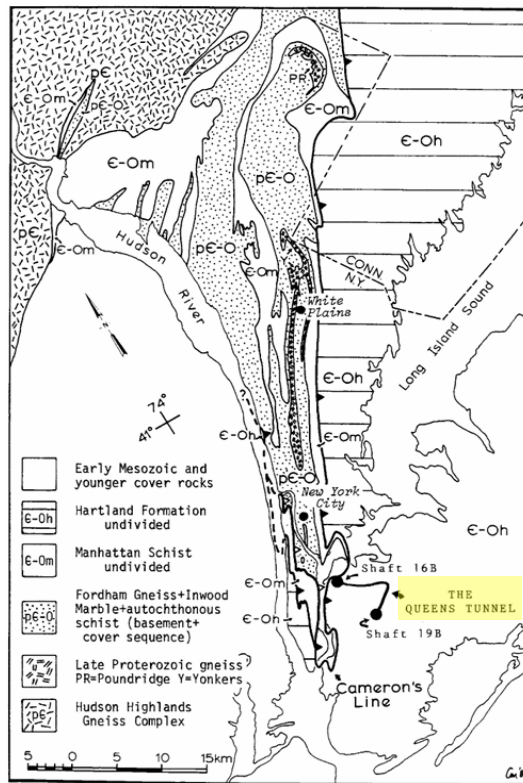 pЄ
pЄ-O
Є-Om
PR
Є-Om
Є-Oh
pЄ-O
Є-Om
pЄ
Є-Om
Hudson
River
pЄ-O
Є-Om
CONN.
N.Y.
White
Plains
Long Island Sound
74°
41°
Є-Oh
Є-Oh
Є-Om
pЄ-O
New York
City
Є-Oh
Є-Om
Є-Oh
Shaft 16B
THE
QUEENS TUNNEL
Shaft 19B
Cameron's
Line
Early Mesozoic and
younger cover rocks
Є-Oh
Hartland Formation
undivided
Є-Om
Manhattan Schist
undivided
pЄ-O
Fordham Gneiss+Inwood
Marble+autochthonous
schist (basement+
cover sequence)
Late Proterozoic gneiss
PR=Poundridge Y=Yonkers
pЄ
Hudson Highlands
Gneiss Complex
5 0 5 10 15km